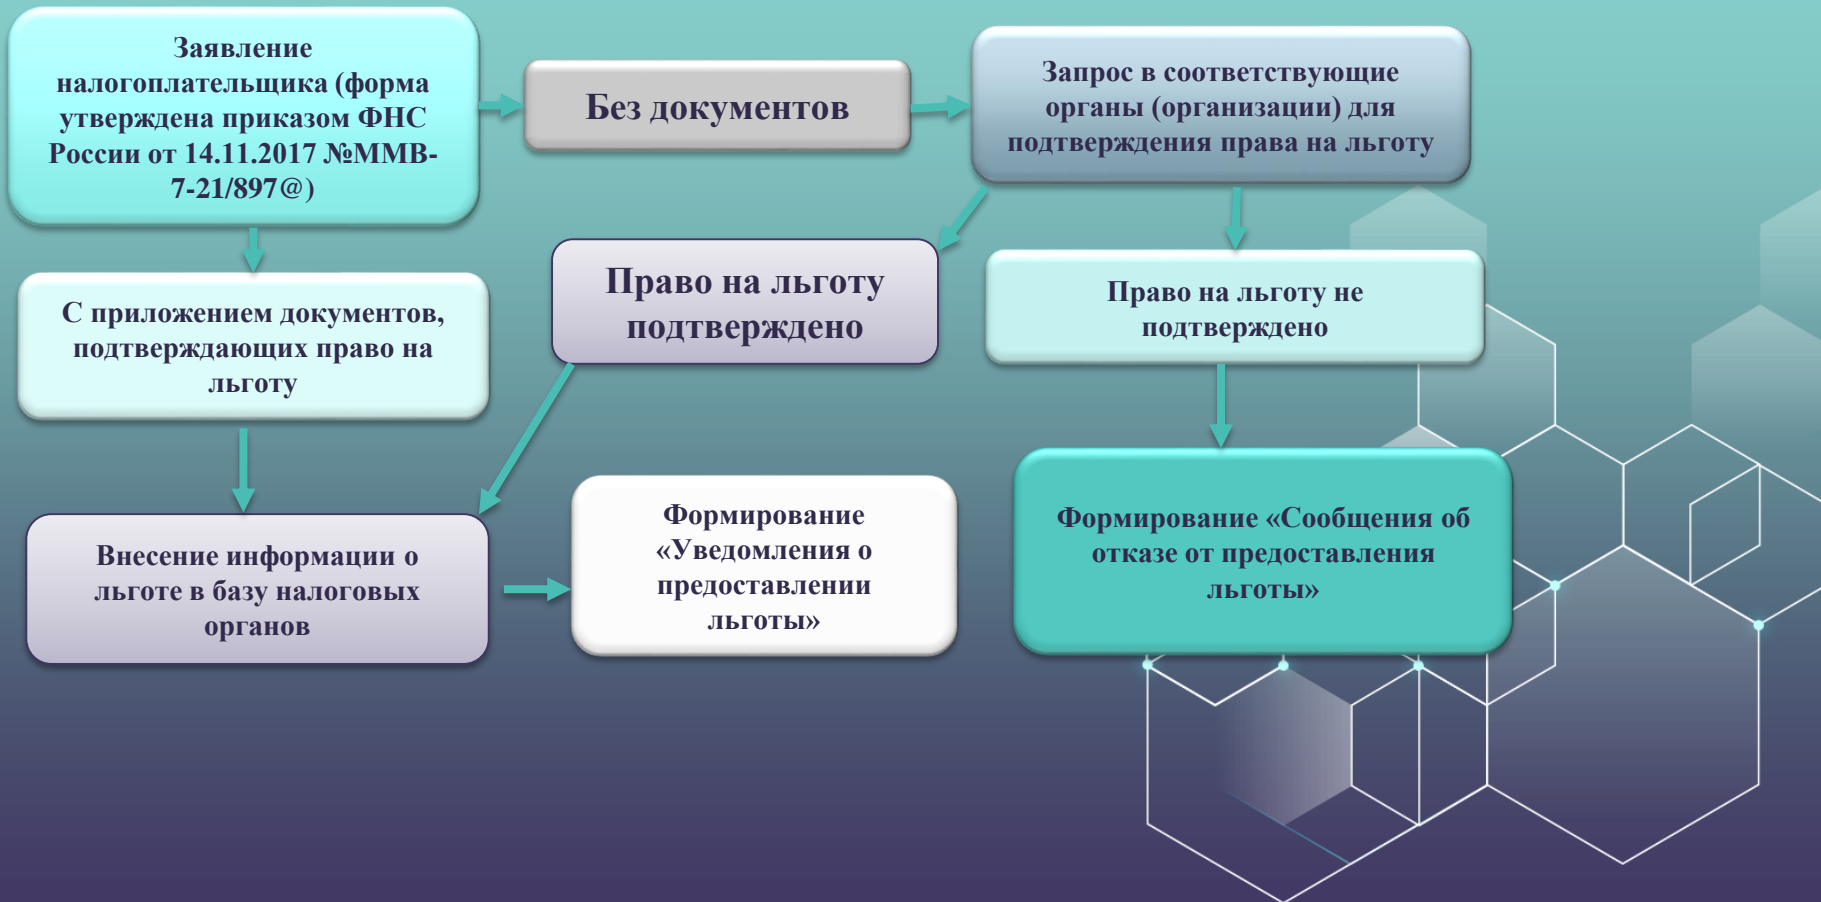 Заявление
налогоплательщика (форма
утверждена приказом ФНС
России от 14.11.2017 №ММВ-
7-21/897@)
Без документов
Запрос в соответствующие
органы (организации) для
подтверждения права на льготу
С приложением документов,
подтверждающих право на
льготу
Право на льготу
подтверждено
Право на льготу не
подтверждено
Внесение информации о
льготе в базу налоговых
органов
Формирование
«Уведомления о
предоставлении
льготы»
Формирование «Сообщения об
отказе от предоставления
льготы»